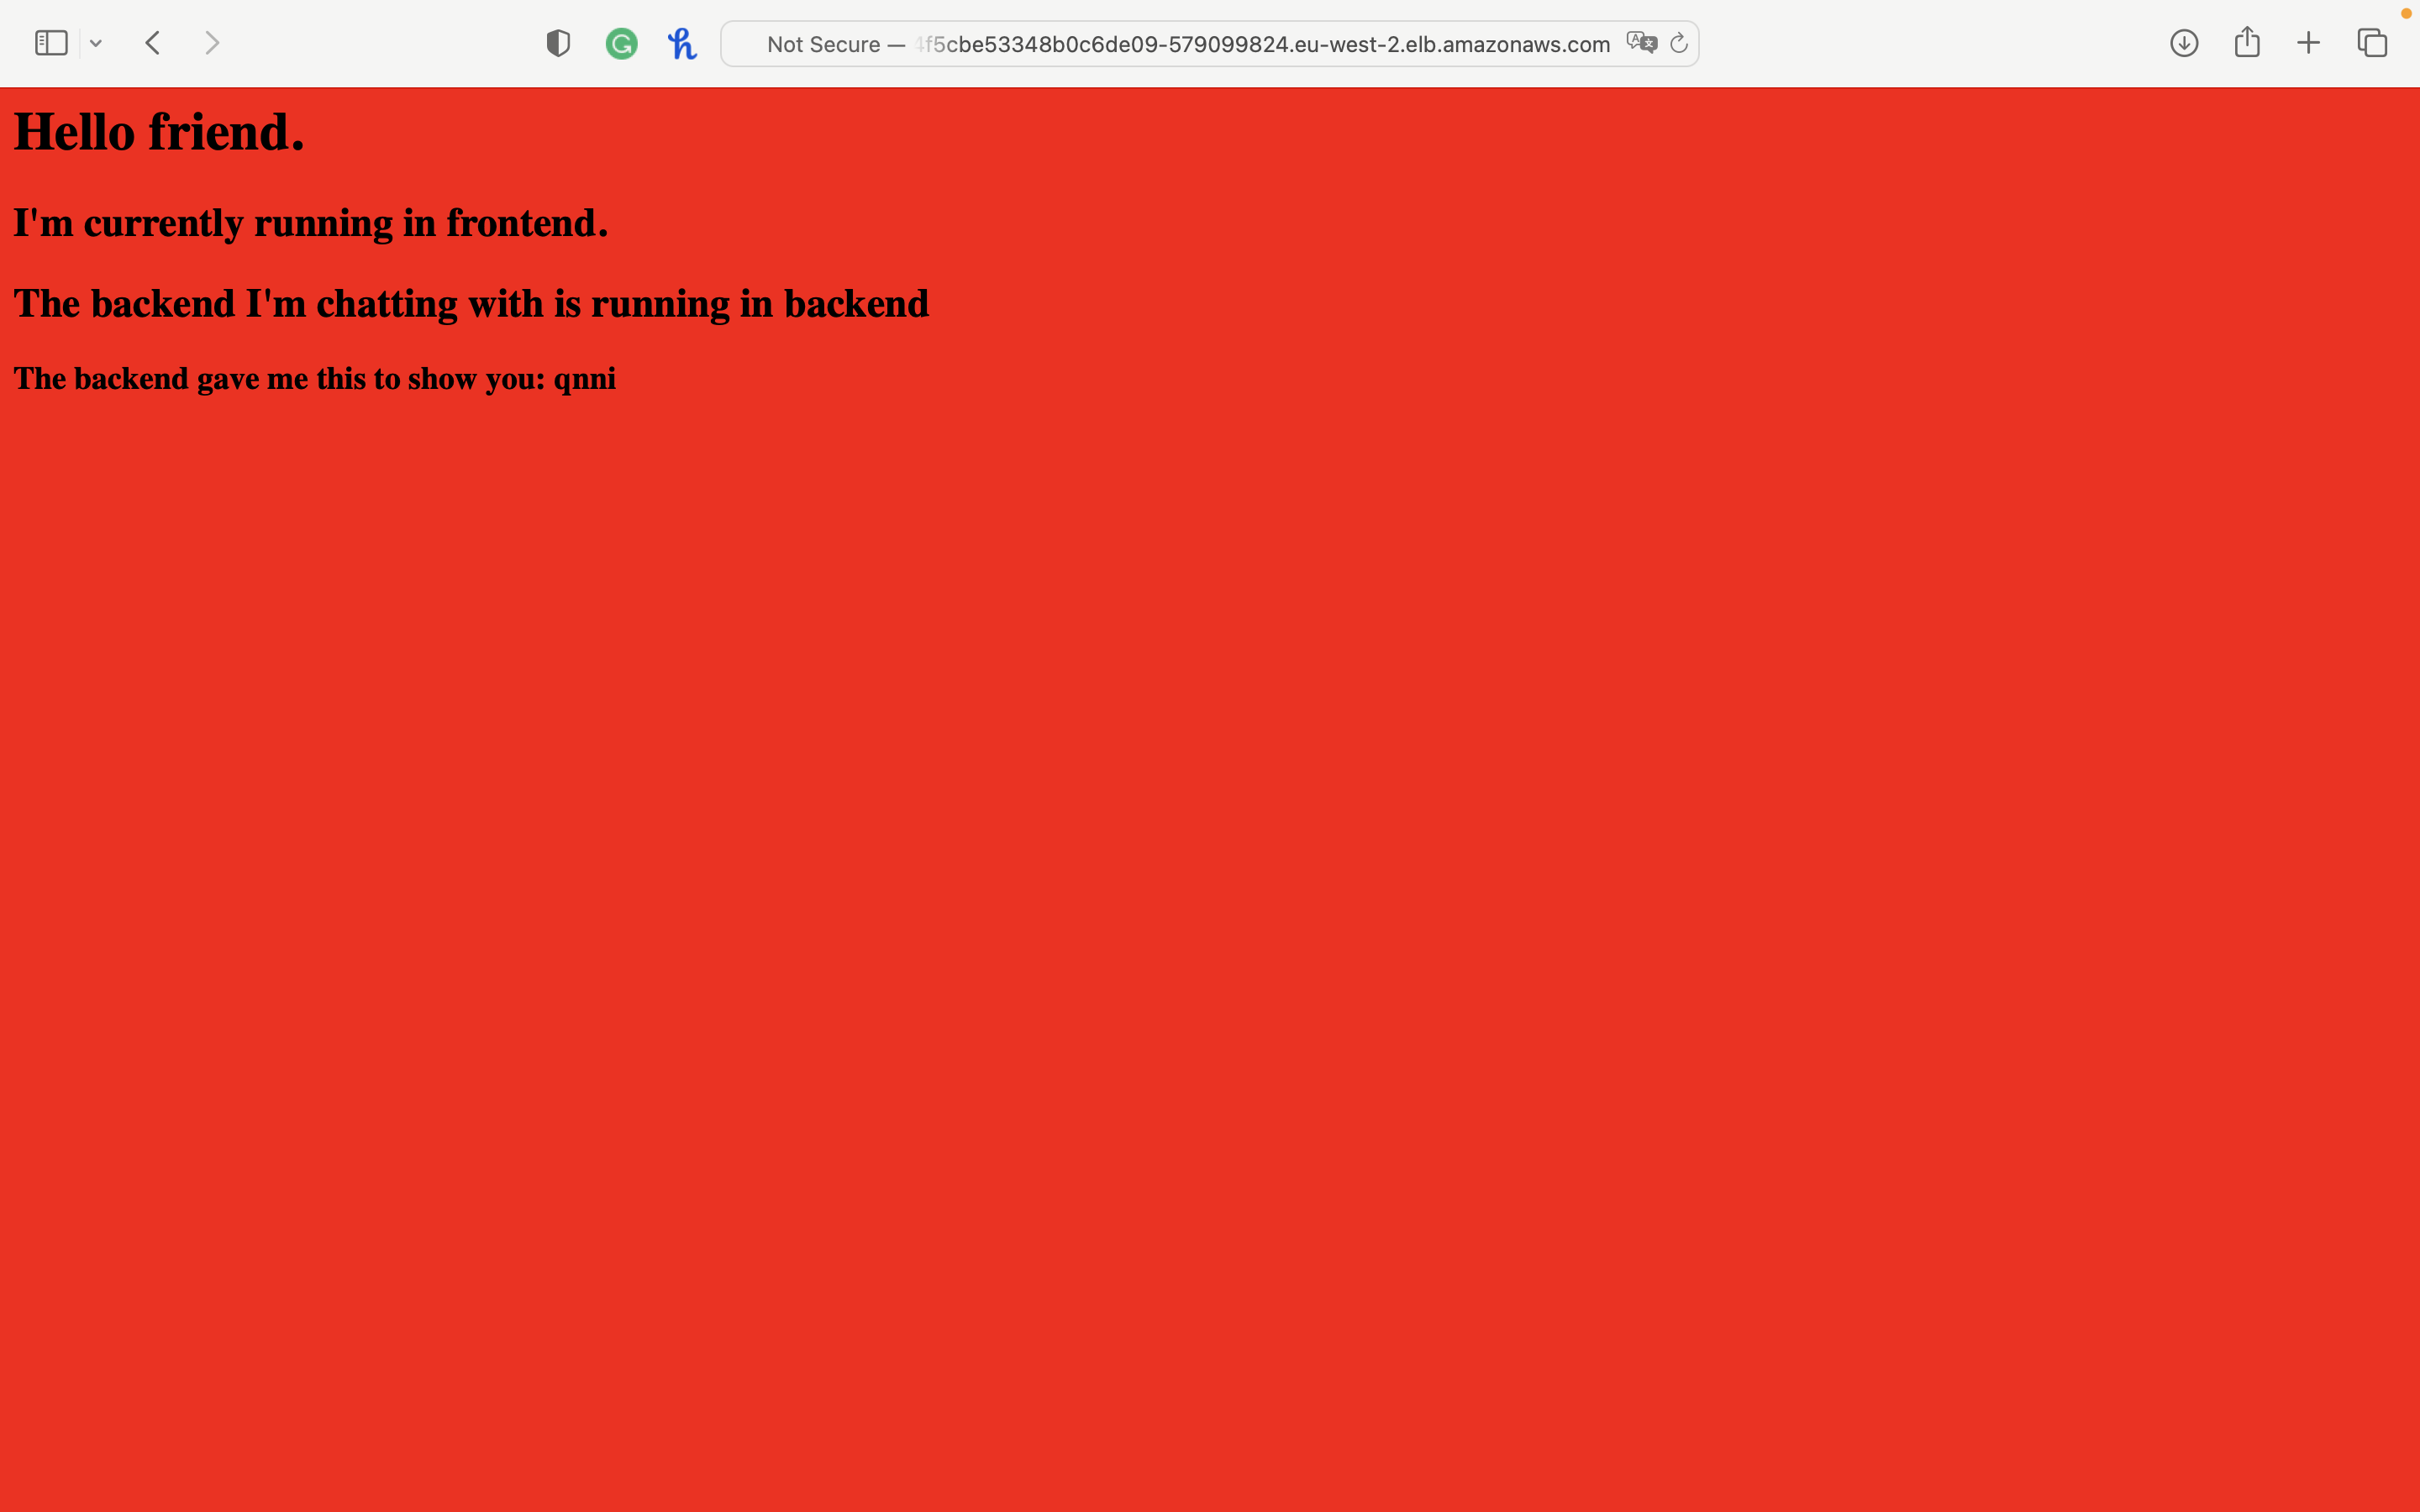 Not Secure — 4f5cbe53348b0c6de09-579099824.eu-west-2.elb.amazonaws.com
Hello friend.
I'm currently running in frontend.
The backend I'm chatting with is running in backend
The backend gave me this to show you: qnni